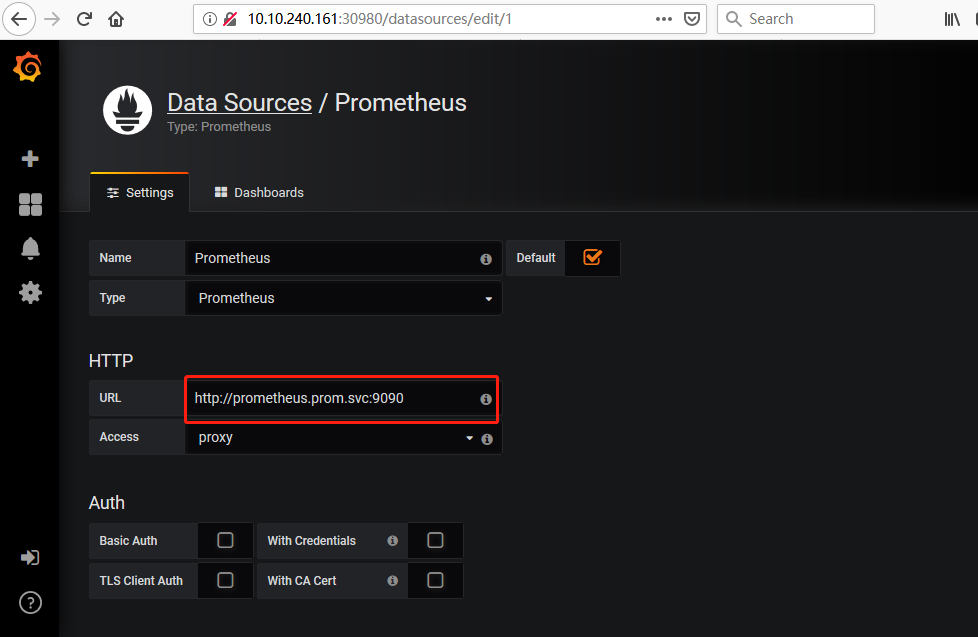 10.10.240.161:30980/datasources/edit/1
Search
Data Sources / Prometheus
Type: Prometheus
Settings
Dashboards
Name
Prometheus
Default
Type
Prometheus
HTTP
URL
http://prometheus.prom.svc:9090
Access
proxy
Auth
Basic Auth
With Credentials
TLS Client Auth
With CA Cert